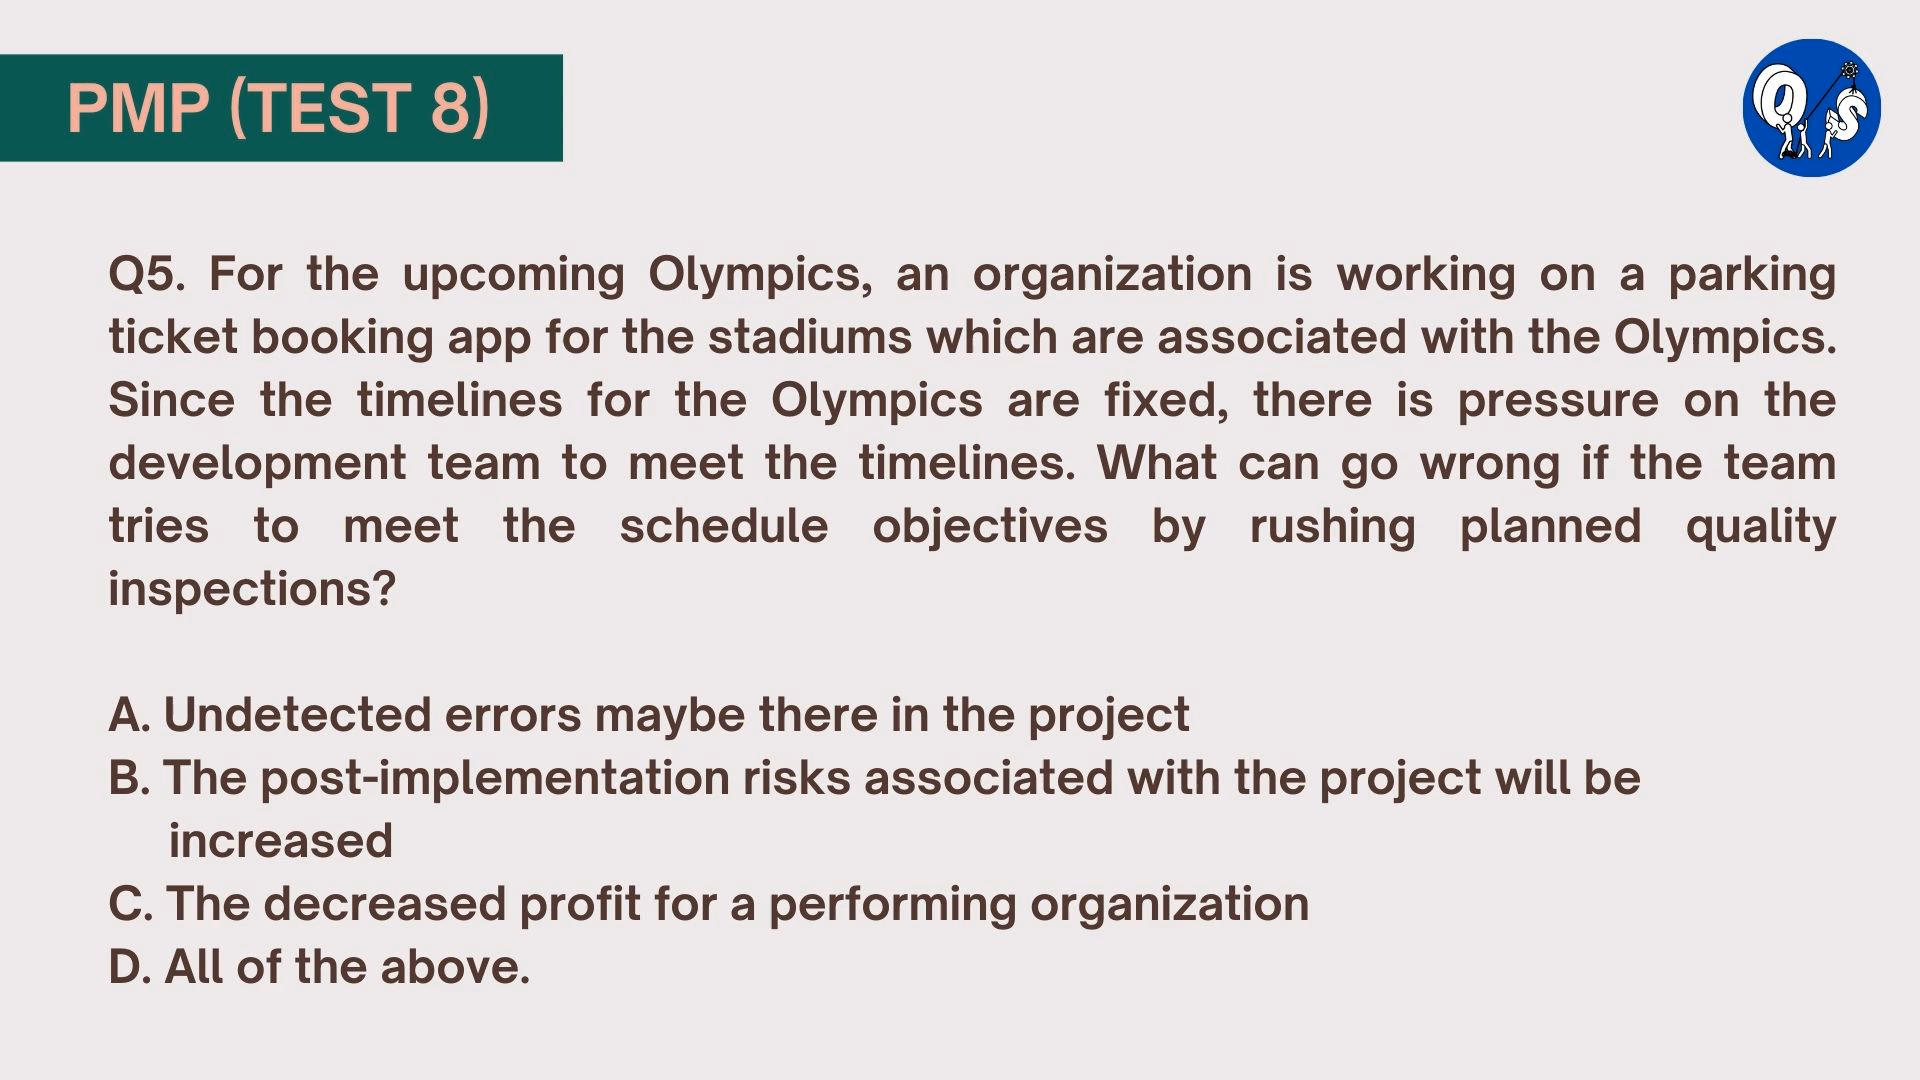 PMP (TEST 8)
Q S
Q5. For the upcoming Olympics, an organization is working on a parking
ticket booking app for the stadiums which are associated with the Olympics.
Since the timelines for the Olympics are fixed, there is pressure on the
development team to meet the timelines. What can go wrong if the team
tries to meet the schedule objectives by rushing planned quality
inspections?
A. Undetected errors maybe there in the project
B. The post-implementation risks associated with the project will be
increased
C. The decreased profit for a performing organization
D. All of the above.